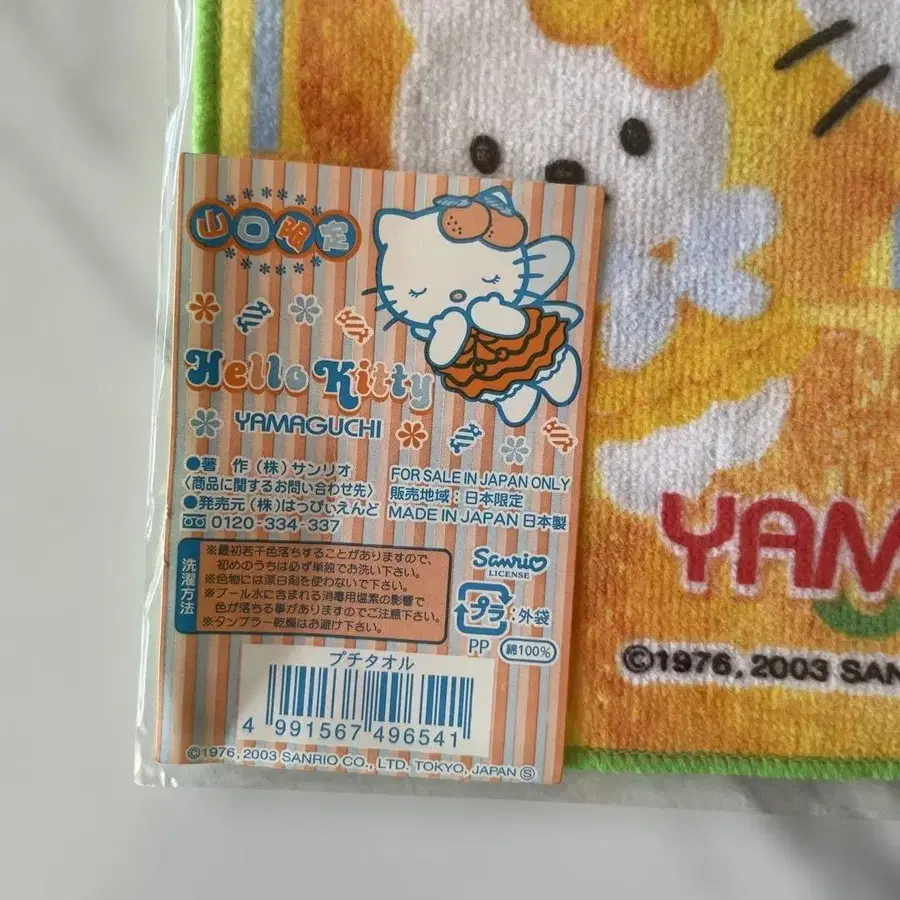 山口限定
Hello Kitty
YAMAGUCHI
●著 作(株)サンリオ
〈商品に関するお問い合わせ先〉
●発売元(株)はっぴいえんど
0120-334-337
FOR SALE IN JAPAN ONLY
販売地域:日本限定
MADE IN JAPAN 日本製
洗濯方法
※最初若干色落ちすることがありますので、
初めのうちは必ず単独でお洗い下さい。
※色物には漂白剤を使わないで下さい。
※プール水に含まれる消毒用塩素の影響で
色が落ちる事がありますのでご注意下さい。
※タンブラー乾燥はお避け下さい。
Sanrio
LICENSE
プラ:外袋
PP 綿100%
プチタオル
4 991567 496541
©1976, 2003 SANRIO CO., LTD, TOKYO, JAPAN Ⓢ
YAM
©1976, 2003 SAN